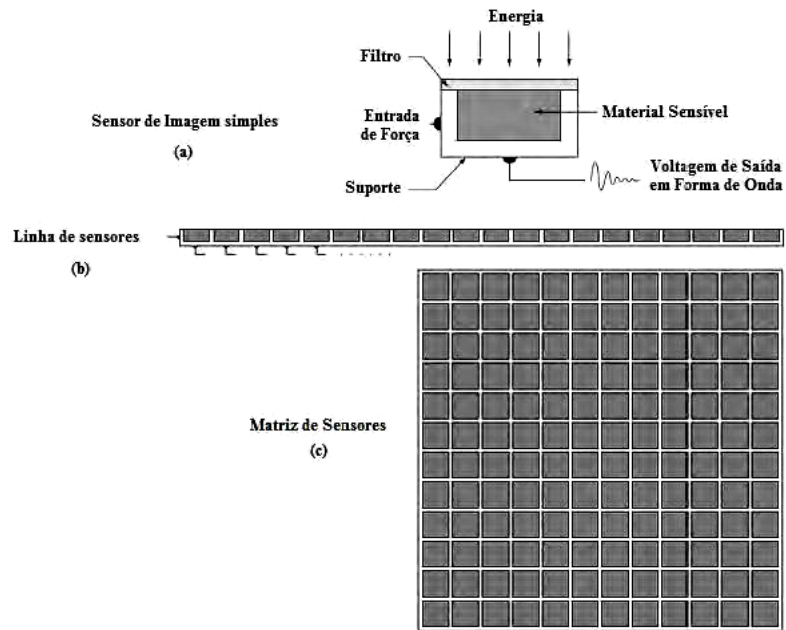 Energia
Filtro
Sensor de Imagem simples
(a)
Entrada
de Força
Material Sensível
Suporte
Voltagem de Saída
em Forma de Onda
Linha de sensores
(b)
Matriz de Sensores
(c)